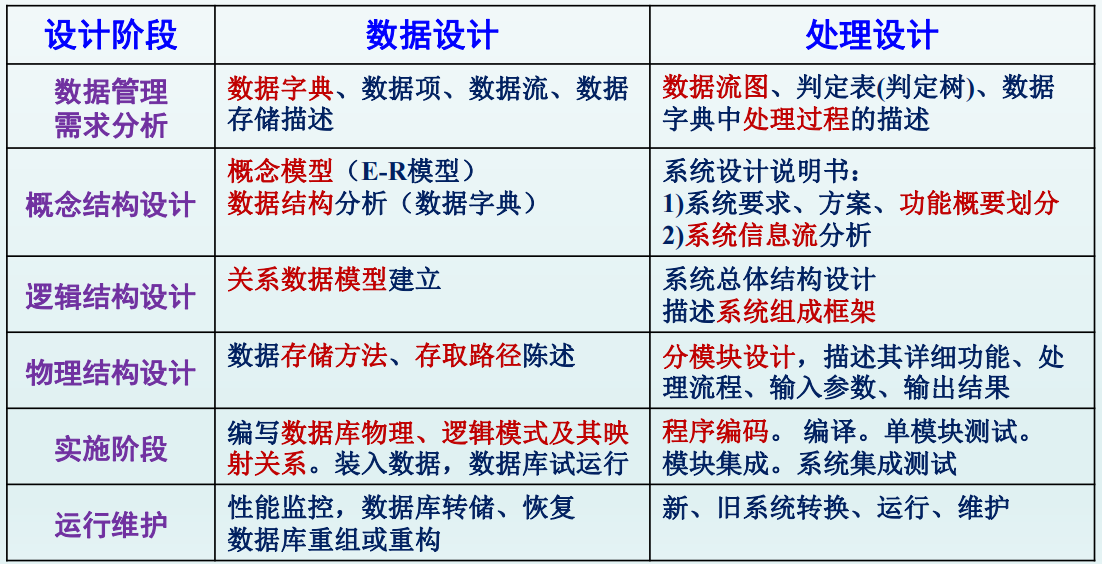 设计阶段
数据设计
处理设计
数据管理
需求分析
数据字典、数据项、数据流、数据
存储描述
数据流图、判定表(判定树)、数据
字典中处理过程的描述
概念结构设计
概念模型（E-R模型）
数据结构分析（数据字典）
系统设计说明书：
1)系统要求、方案、功能概要划分
2)系统信息流分析
逻辑结构设计
关系数据模型建立
系统总体结构设计
描述系统组成框架
物理结构设计
数据存储方法、存取路径陈述
分模块设计，描述其详细功能、处
理流程、输入参数、输出结果
实施阶段
编写数据库物理、逻辑模式及其映
射关系。装入数据，数据库试运行
程序编码。 编译。单模块测试。
模块集成。系统集成测试
运行维护
性能监控，数据库转储、恢复
数据库重组或重构
新、旧系统转换、运行、维护